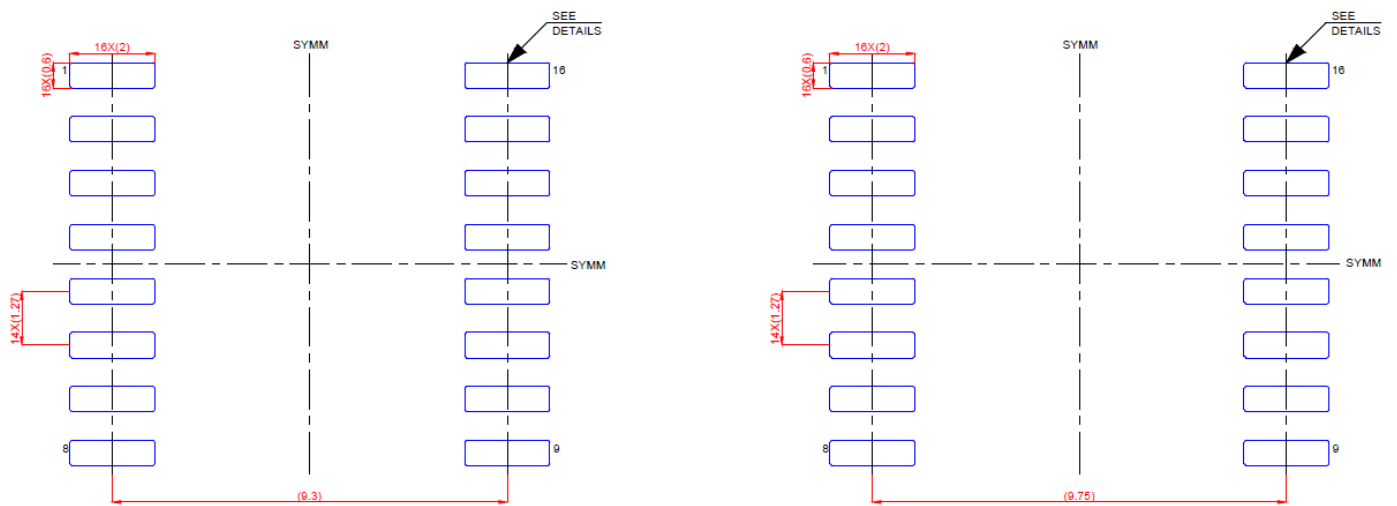 SEE
DETAILS
16X(2)
SYMM
1
16
16X(0.6)
SYMM
14X(1.27)
8
9
(9.3)
SEE
DETAILS
16X(2)
SYMM
1
16
16X(0.6)
SYMM
14X(1.27)
8
9
(9.75)